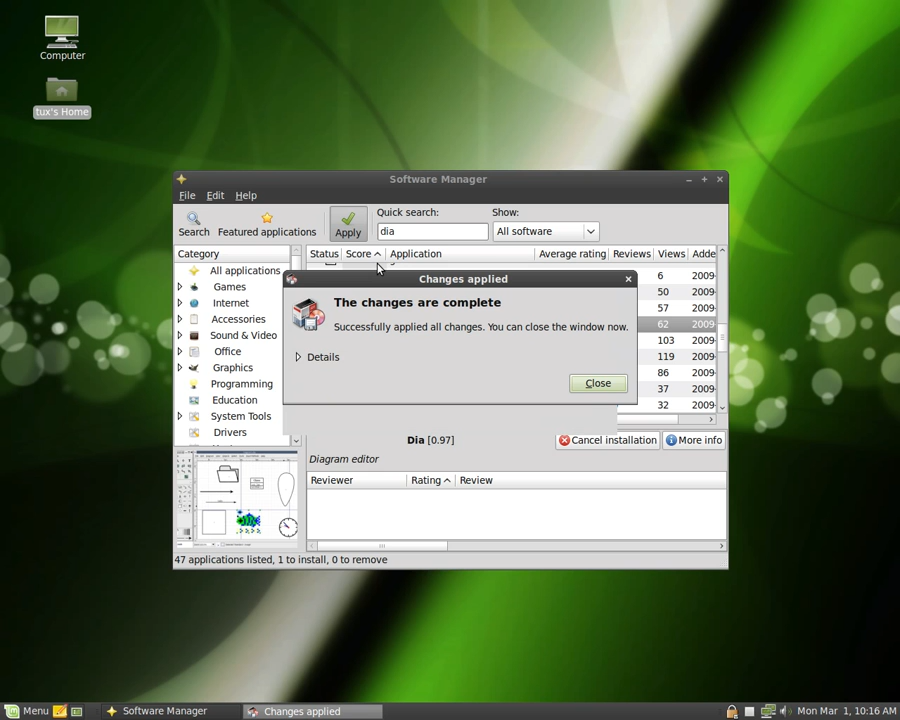 Computer
tux's Home
Software Manager
File Edit Help
Search Featured applications Apply
Quick search: dia
Show: All software
Category
All applications
Games
Internet
Accessories
Sound & Video
Office
Graphics
Programming
Education
System Tools
Drivers
Status Score Application Average rating Reviews Views Adde
6 2009-
50 2009-
57 2009-
62 2009-
103 2009-
119 2009-
86 2009-
37 2009-
32 2009-
Changes applied
The changes are complete
Successfully applied all changes. You can close the window now.
Details
Close
Dia [0.97]
Cancel installation More info
Diagram editor
Reviewer Rating Review
47 applications listed, 1 to install, 0 to remove
Menu Software Manager Changes applied Mon Mar 1, 10:16 AM